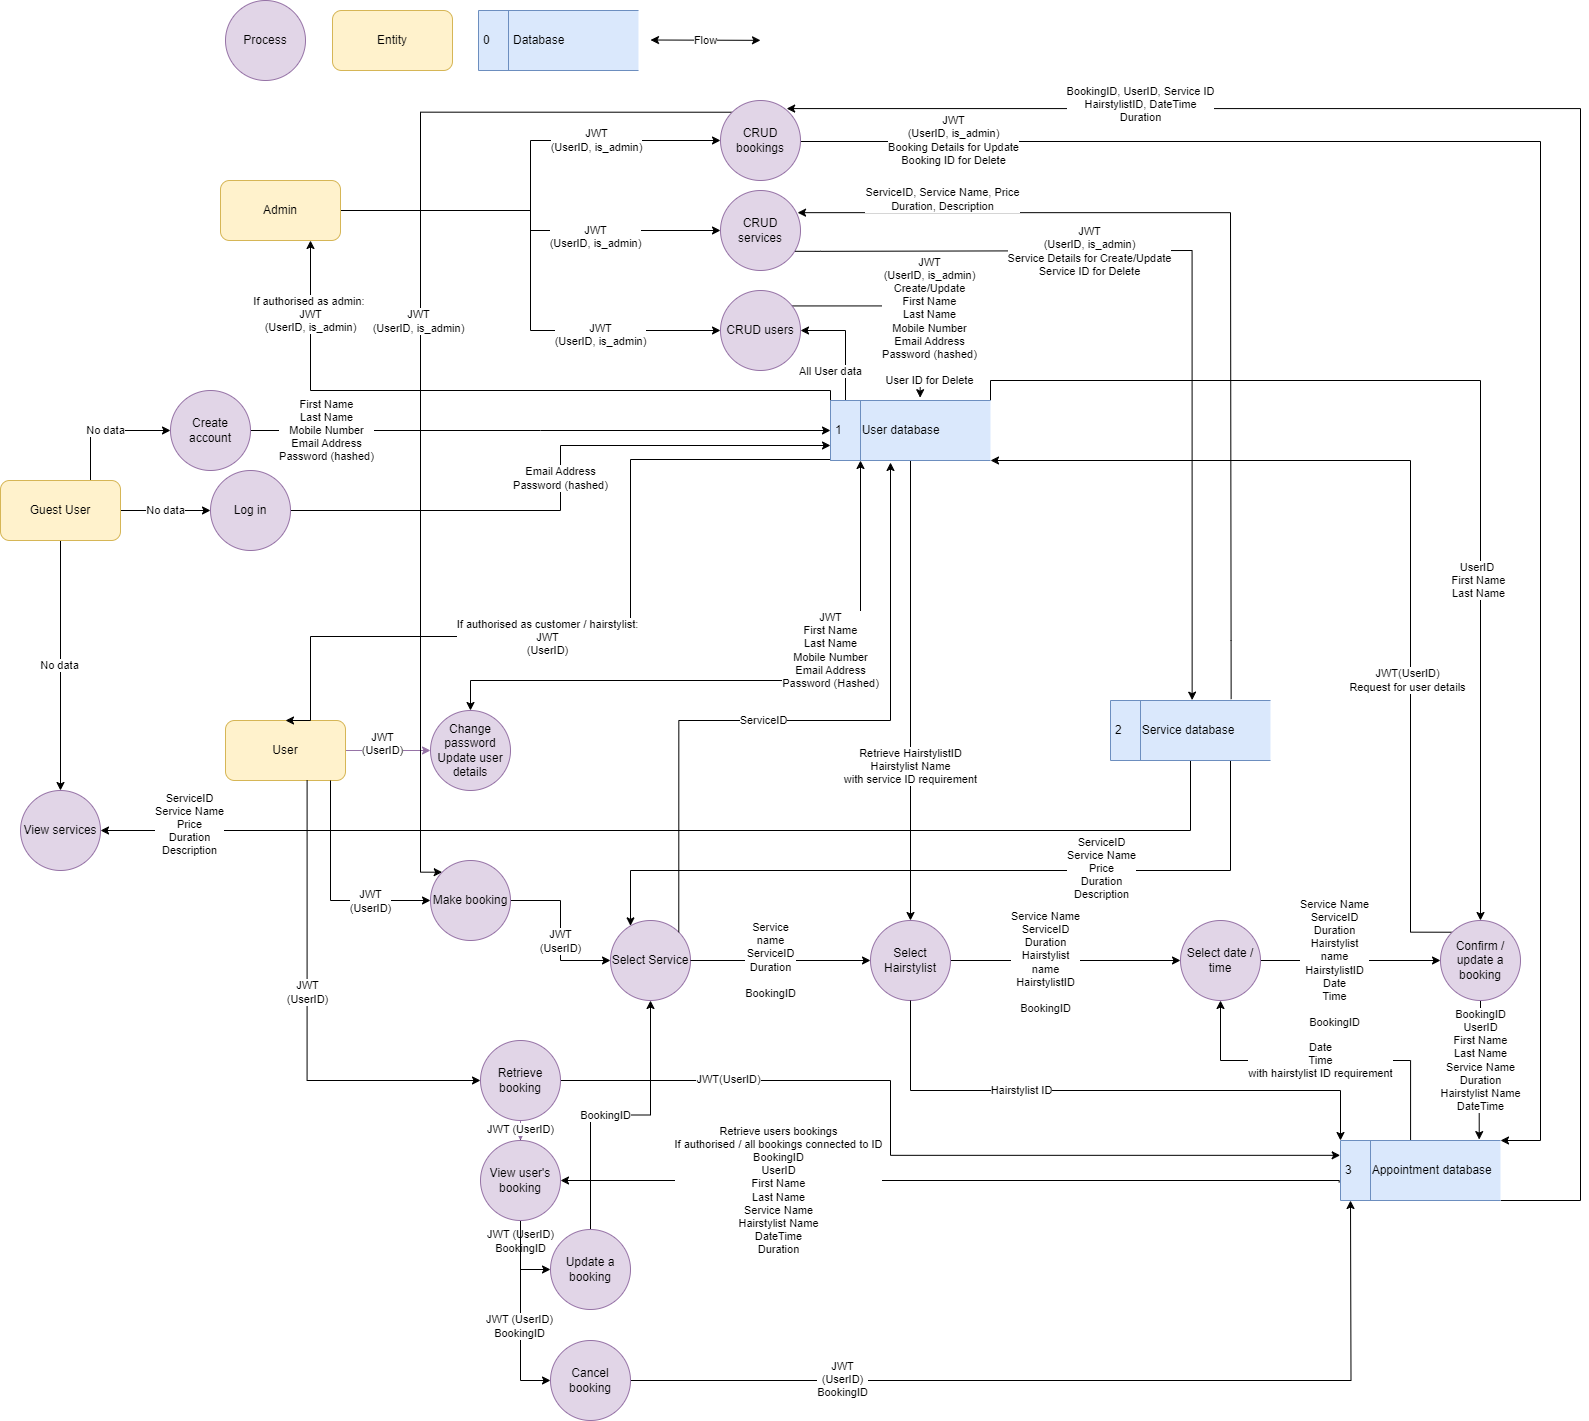 Process
Entity
0
Database
Flow
BookingID, UserID, Service ID
HairstylistID, DateTime
Duration
CRUD
bookings
JWT
(UserID, is_admin)
JWT
(UserID, is_admin)
Booking Details for Update
Booking ID for Delete
Admin
ServiceID, Service Name, Price
Duration, Description
CRUD
services
JWT
(UserID, is_admin)
JWT
(UserID, is_admin)
Service Details for Create/Update
Service ID for Delete
JWT
(UserID, is_admin)
Create/Update
First Name
Last Name
Mobile Number
Email Address
Password (hashed)
User ID for Delete
If authorised as admin:
JWT
(UserID, is_admin)
JWT
(UserID, is_admin)
JWT
(UserID, is_admin)
CRUD users
All User data
Create
account
No data
First Name
Last Name
Mobile Number
Email Address
Password (hashed)
1
User database
Email Address
Password (hashed)
Guest User
No data
Log in
UserID
First Name
Last Name
If authorised as customer / hairstylist:
JWT
(UserID)
JWT
First Name
Last Name
Mobile Number
Email Address
Password (Hashed)
No data
JWT(UserID)
Request for user details
User
JWT
(UserID)
Change
password
Update user
details
ServiceID
2
Service database
Retrieve HairstylistID
Hairstylist Name
with service ID requirement
View services
ServiceID
Service Name
Price
Duration
Description
ServiceID
Service Name
Price
Duration
Description
JWT
(UserID)
Make booking
JWT
(UserID)
Select Service
Service
name
ServiceID
Duration
BookingID
Select
Hairstylist
Service Name
ServiceID
Duration
Hairstylist
name
HairstylistID
BookingID
Select date /
time
Service Name
ServiceID
Duration
Hairstylist
name
HairstylistID
Date
Time
BookingID
Confirm /
update a
booking
JWT
(UserID)
BookingID
UserID
First Name
Last Name
Service Name
Duration
Hairstylist Name
DateTime
Date
Time
with hairstylist ID requirement
Retrieve
booking
JWT(UserID)
Hairstylist ID
BookingID
JWT (UserID)
View user's
booking
Retrieve users bookings
If authorised / all bookings connected to ID
BookingID
UserID
First Name
Last Name
Service Name
Hairstylist Name
DateTime
Duration
3
Appointment database
JWT (UserID)
BookingID
Update a
booking
JWT (UserID)
BookingID
Cancel
booking
JWT
(UserID)
BookingID